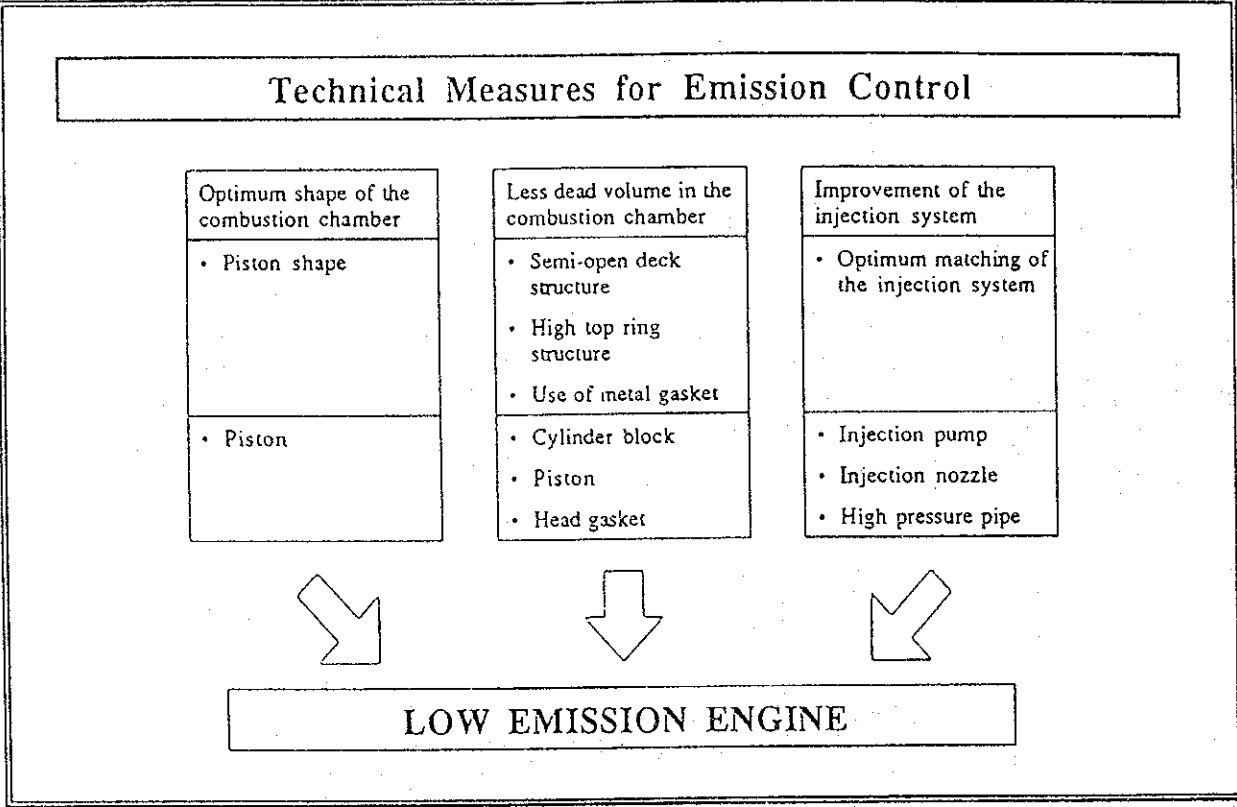 Technical Measures for Emission Control
Optimum shape of the
combustion chamber
• Piston shape
• Piston
Less dead volume in the
combustion chamber
• Semi-open deck
structure
• High top ring
structure
• Use of metal gasket
• Cylinder block
• Piston
• Head gasket
Improvement of the
injection system
• Optimum matching of
the injection system
• Injection pump
• Injection nozzle
• High pressure pipe
LOW EMISSION ENGINE